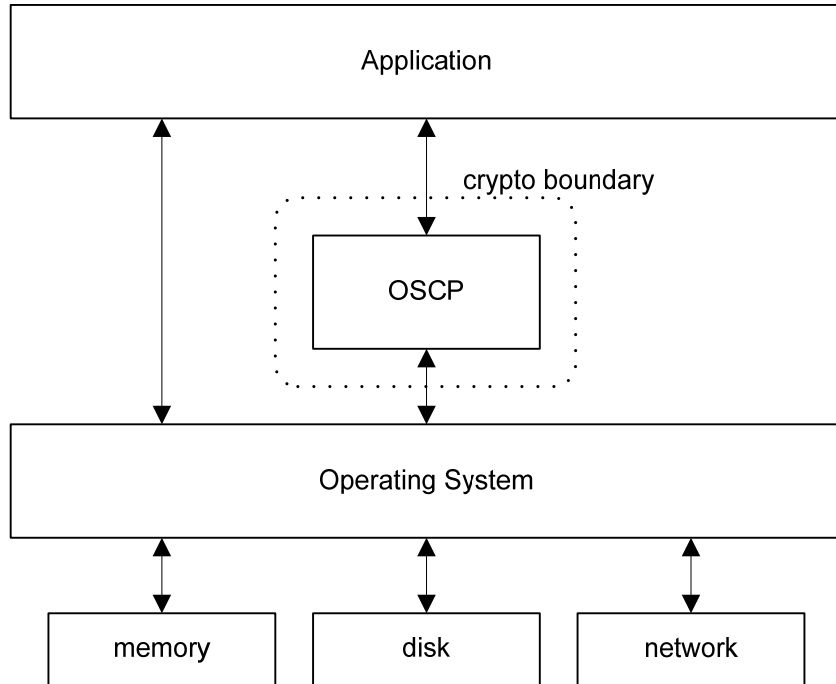 Application
crypto boundary
OSCP
Operating System
memory
disk
network